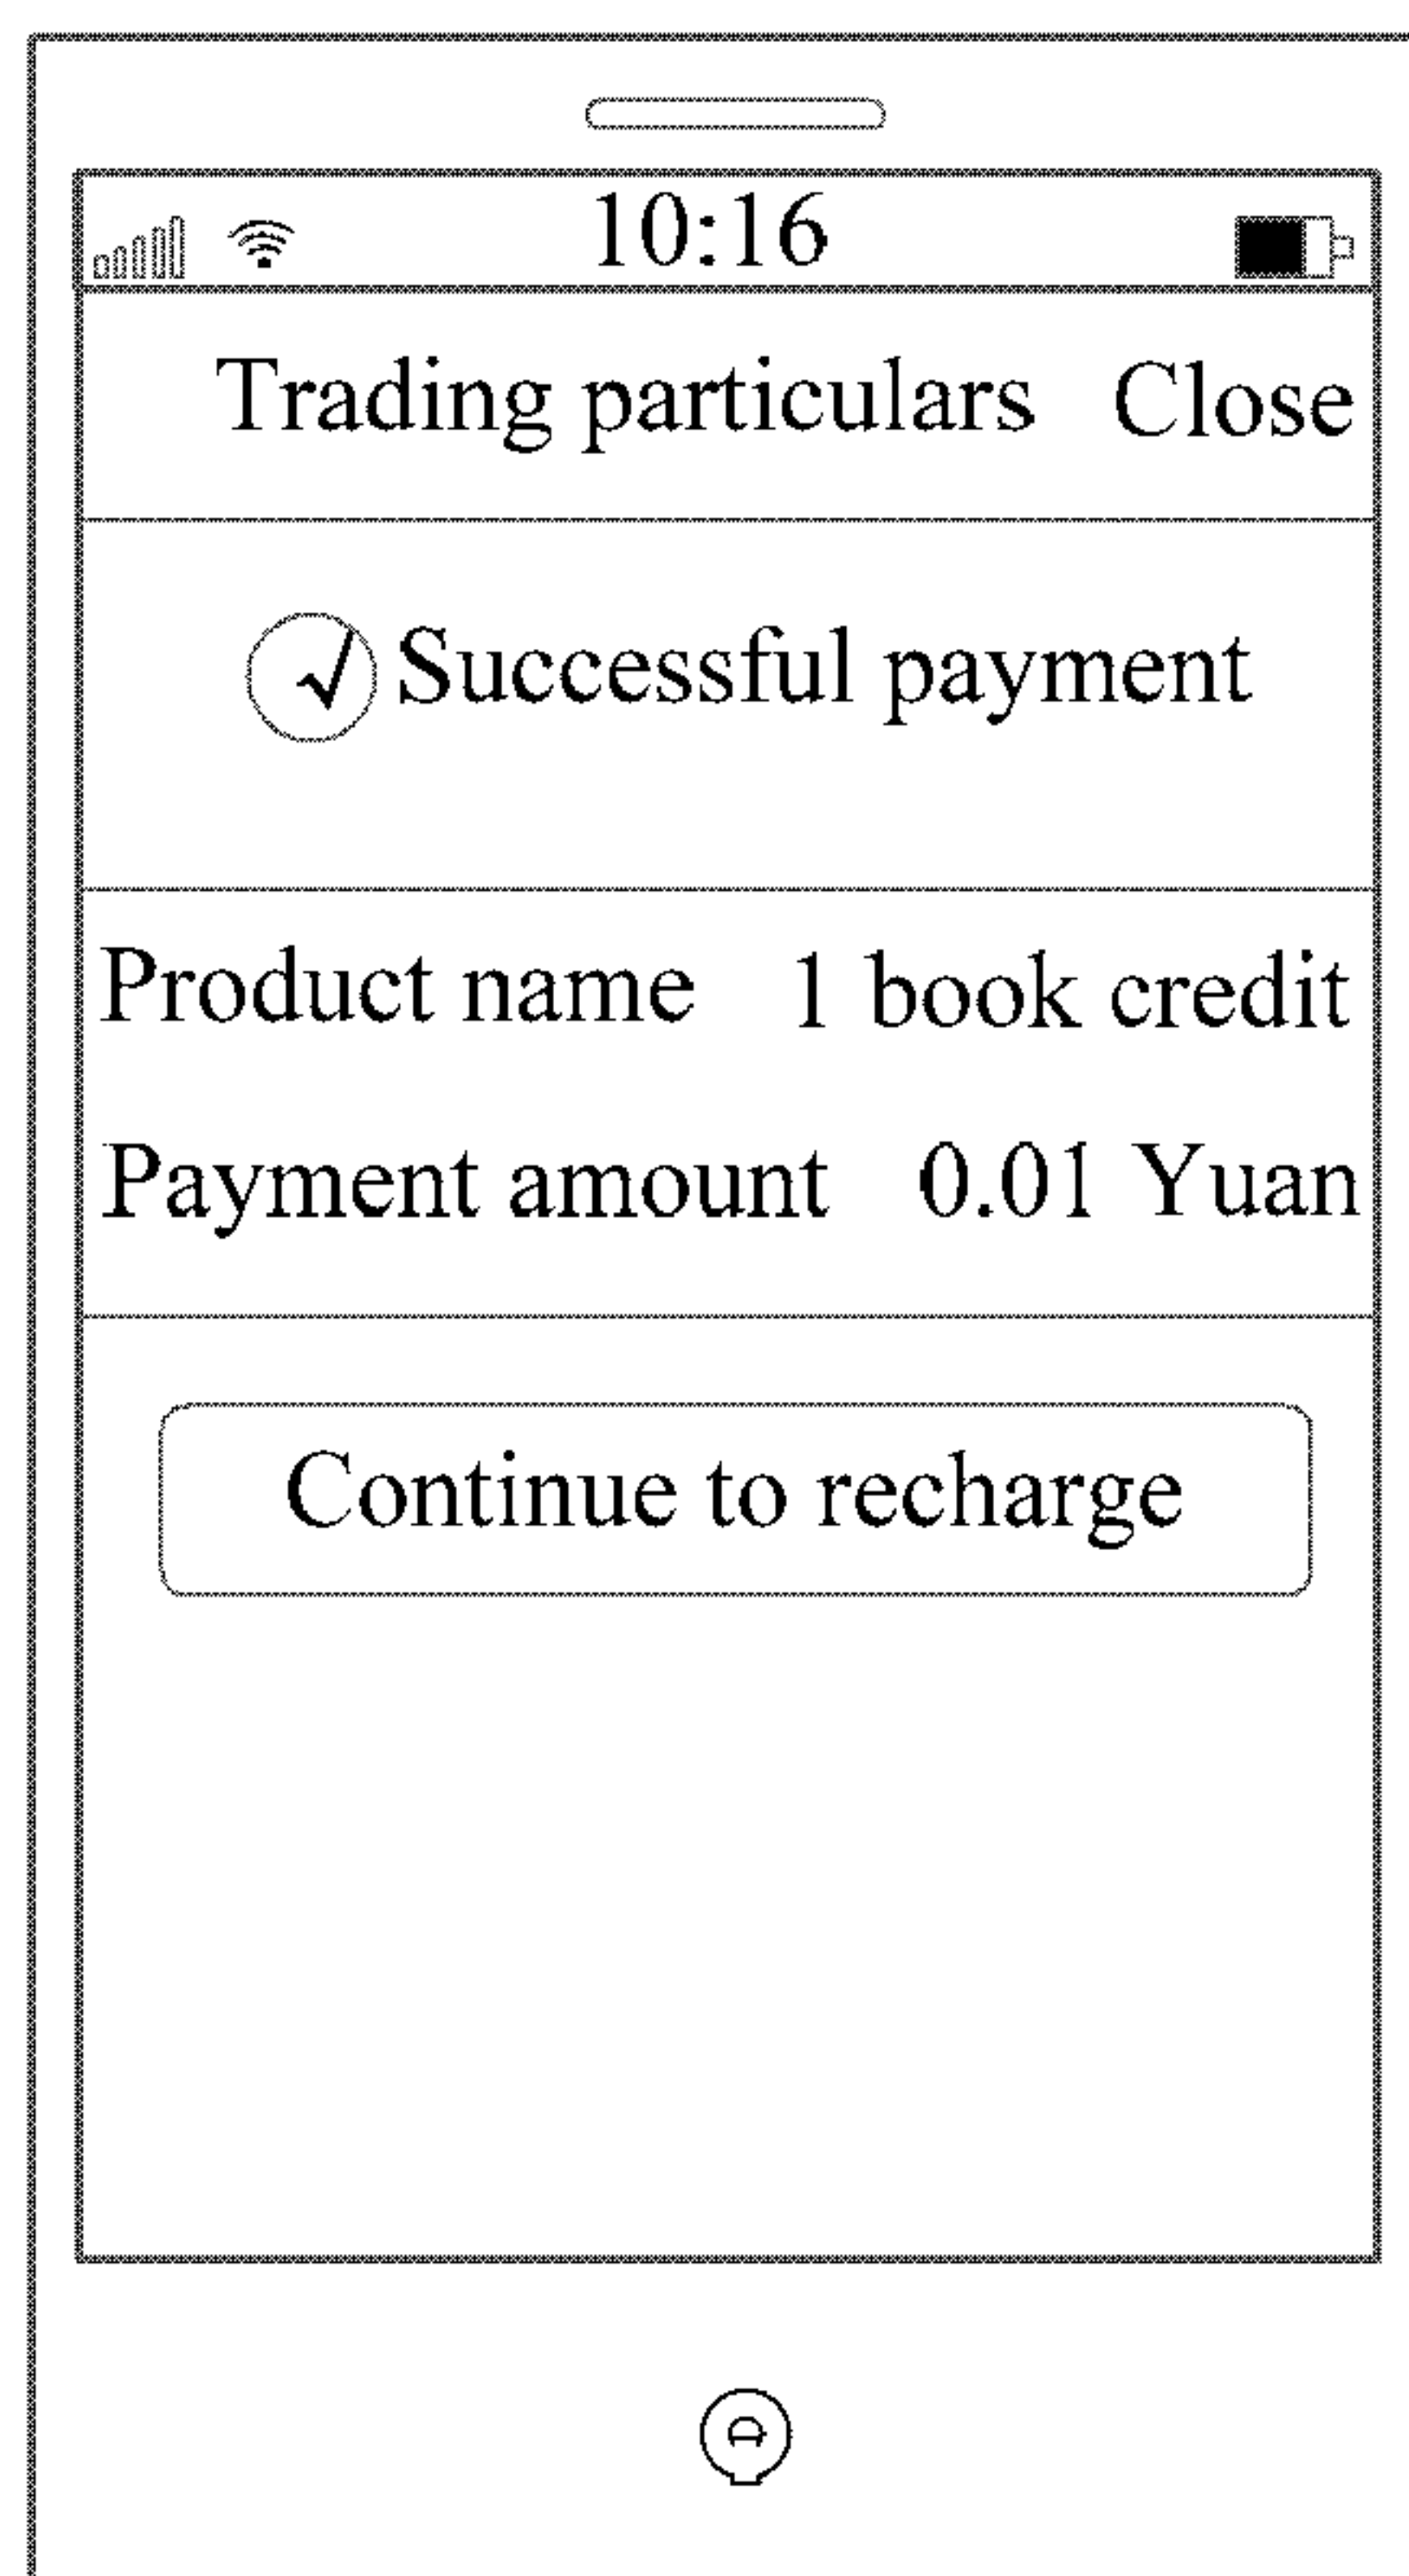 10:16
Trading particulars Close
Successful payment
Product name 1 book credit
Payment amount 0.01 Yuan
Continue to recharge